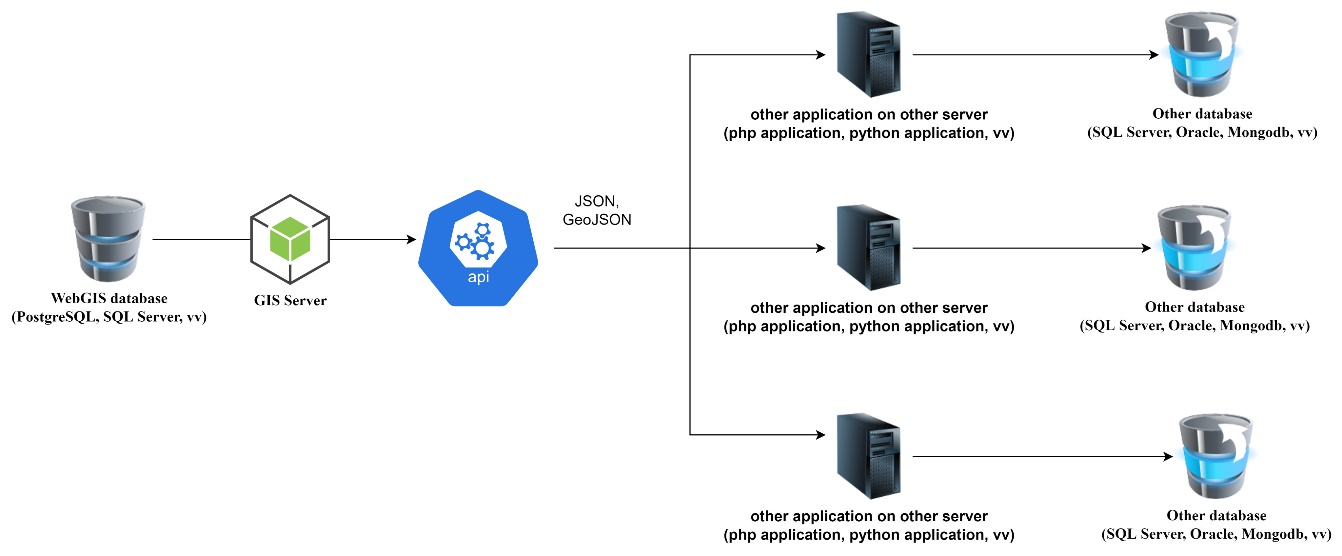 other application on other server
(php application, python application, vv)
Other database
(SQL Server, Oracle, Mongodb, vv)
WebGIS database
(PostgreSQL, SQL Server, vv)
GIS Server
api
JSON,
GeoJSON
other application on other server
(php application, python application, vv)
Other database
(SQL Server, Oracle, Mongodb, vv)
other application on other server
(php application, python application, vv)
Other database
(SQL Server, Oracle, Mongodb, vv)